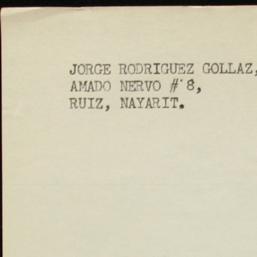 JORGE RODRIGUEZ GOLLAZ,
AMADO NERVO # 8,
RUIZ, NAYARIT.